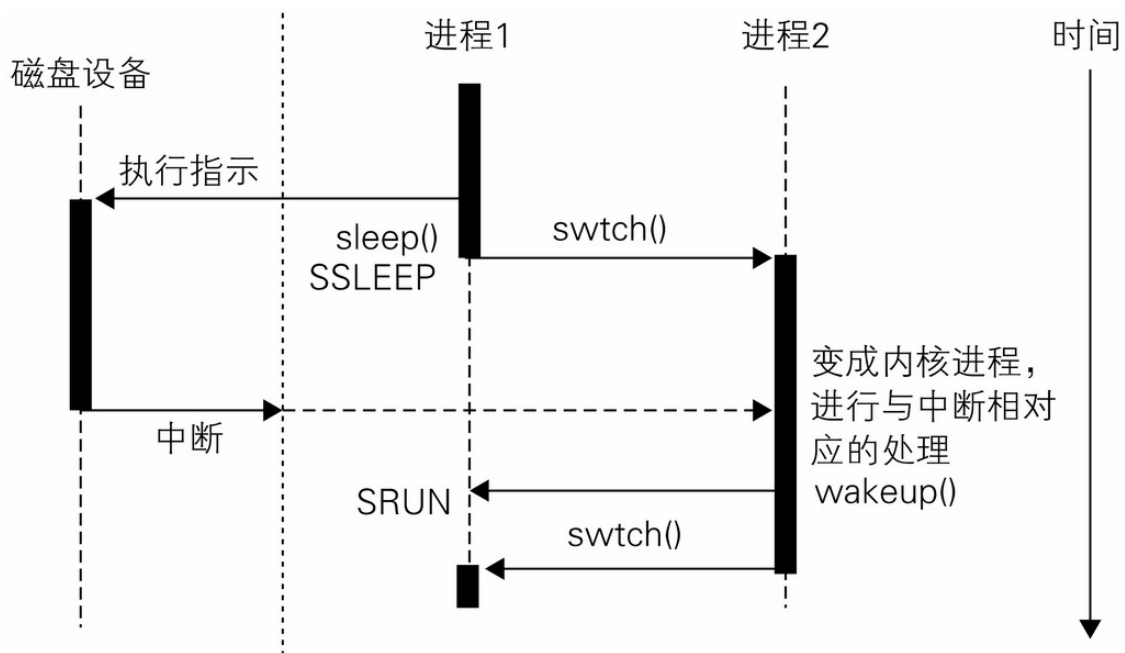 进程1
进程2
时间
磁盘设备
执行指示
sleep()
SSLEEP
swtch()
变成内核进程，
进行与中断相对
应的处理
wakeup()
中断
SRUN
swtch()